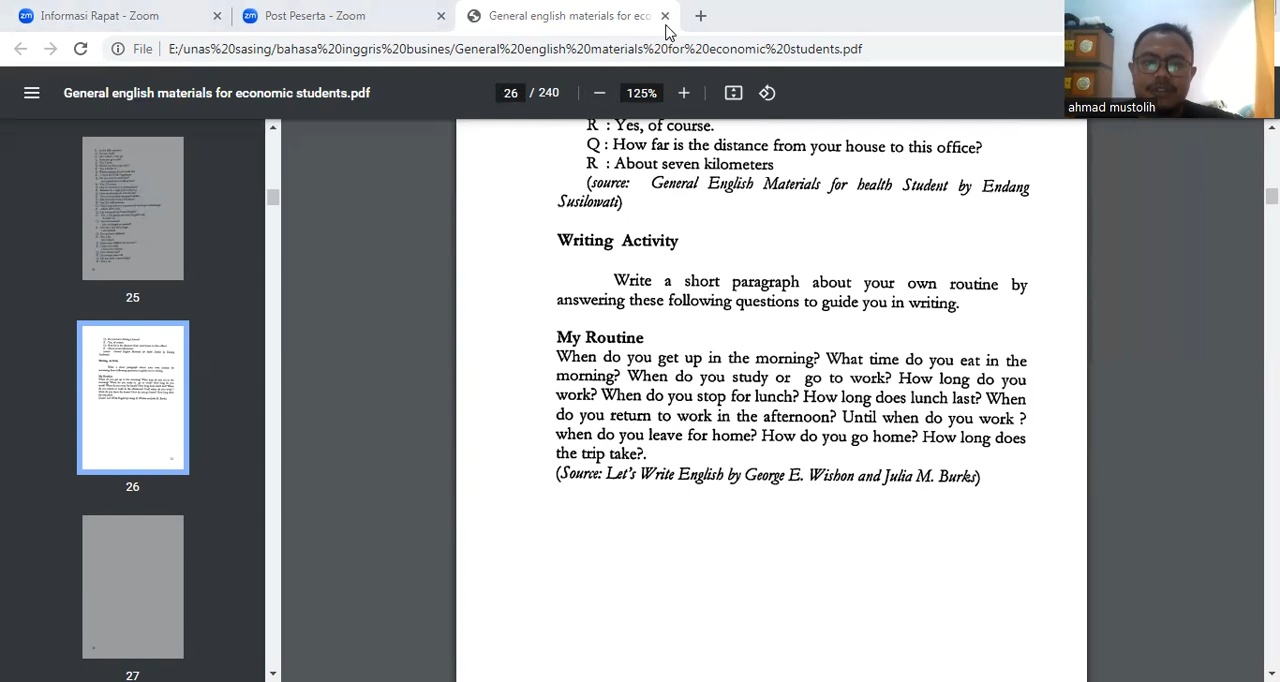 Informasi Rapat - Zoom
Post Peserta - Zoom
General english materials for eco
File
E:/unas%20sasing/bahasa%20inggris%20busines/General%20english%20materials%20for%20economic%20students.pdf
ahmad mustolih
General english materials for economic students.pdf
26 / 240
125%
25
26
27
R : Yes, of course.
Q : How far is the distance from your house to this office?
R : About seven kilometers
(source: General English Materials for health Student by Endang
Susilowati)
Writing Activity
Write a short paragraph about your own routine by
answering these following questions to guide you in writing.
My Routine
When do you get up in the morning? What time do you eat in the
morning? When do you study or go to work? How long do you
work? When do you stop for lunch? How long does lunch last? When
do you return to work in the afternoon? Until when do you work ?
when do you leave for home? How do you go home? How long does
the trip take?.
(Source: Let's Write English by George E. Wishon and Julia M. Burks)